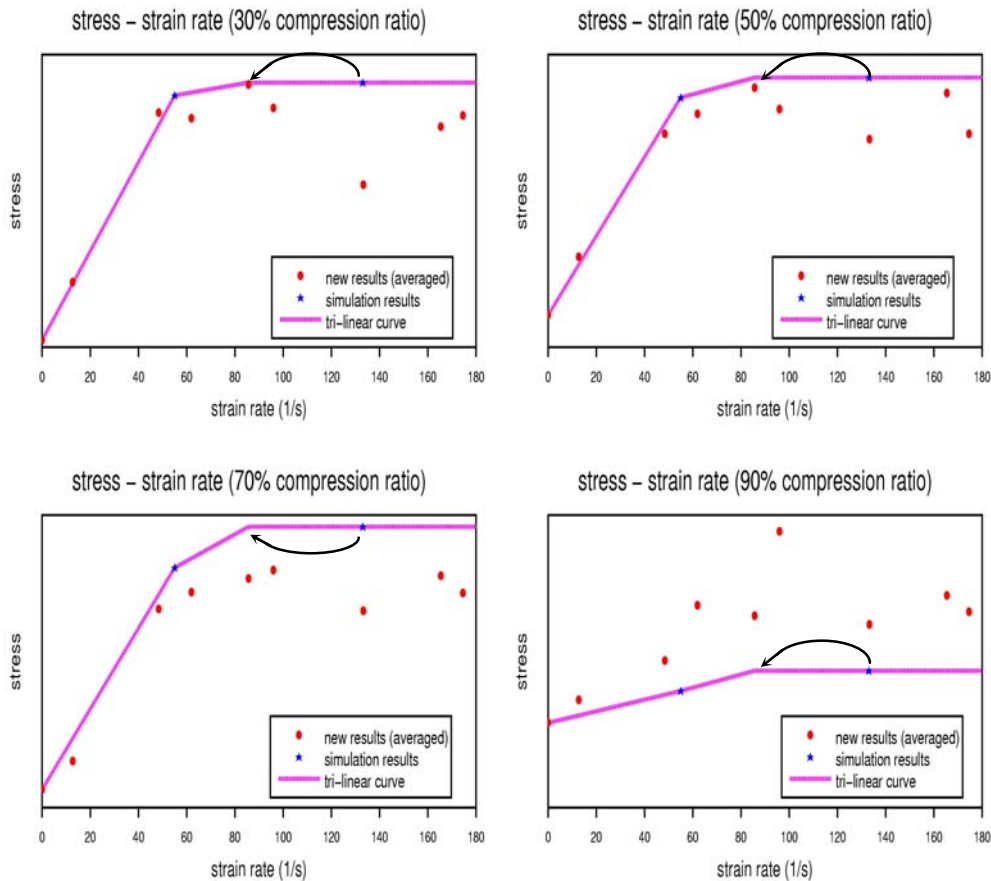 stress – strain rate (30% compression ratio)
stress
new results (averaged)
simulation results
tri–linear curve
0 20 40 60 80 100 120 140 160 180
strain rate (1/s)
stress – strain rate (50% compression ratio)
stress
new results (averaged)
simulation results
tri–linear curve
0 20 40 60 80 100 120 140 160 180
strain rate (1/s)
stress – strain rate (70% compression ratio)
stress
new results (averaged)
simulation results
tri–linear curve
0 20 40 60 80 100 120 140 160 180
strain rate (1/s)
stress – strain rate (90% compression ratio)
stress
new results (averaged)
simulation results
tri–linear curve
0 20 40 60 80 100 120 140 160 180
strain rate (1/s)